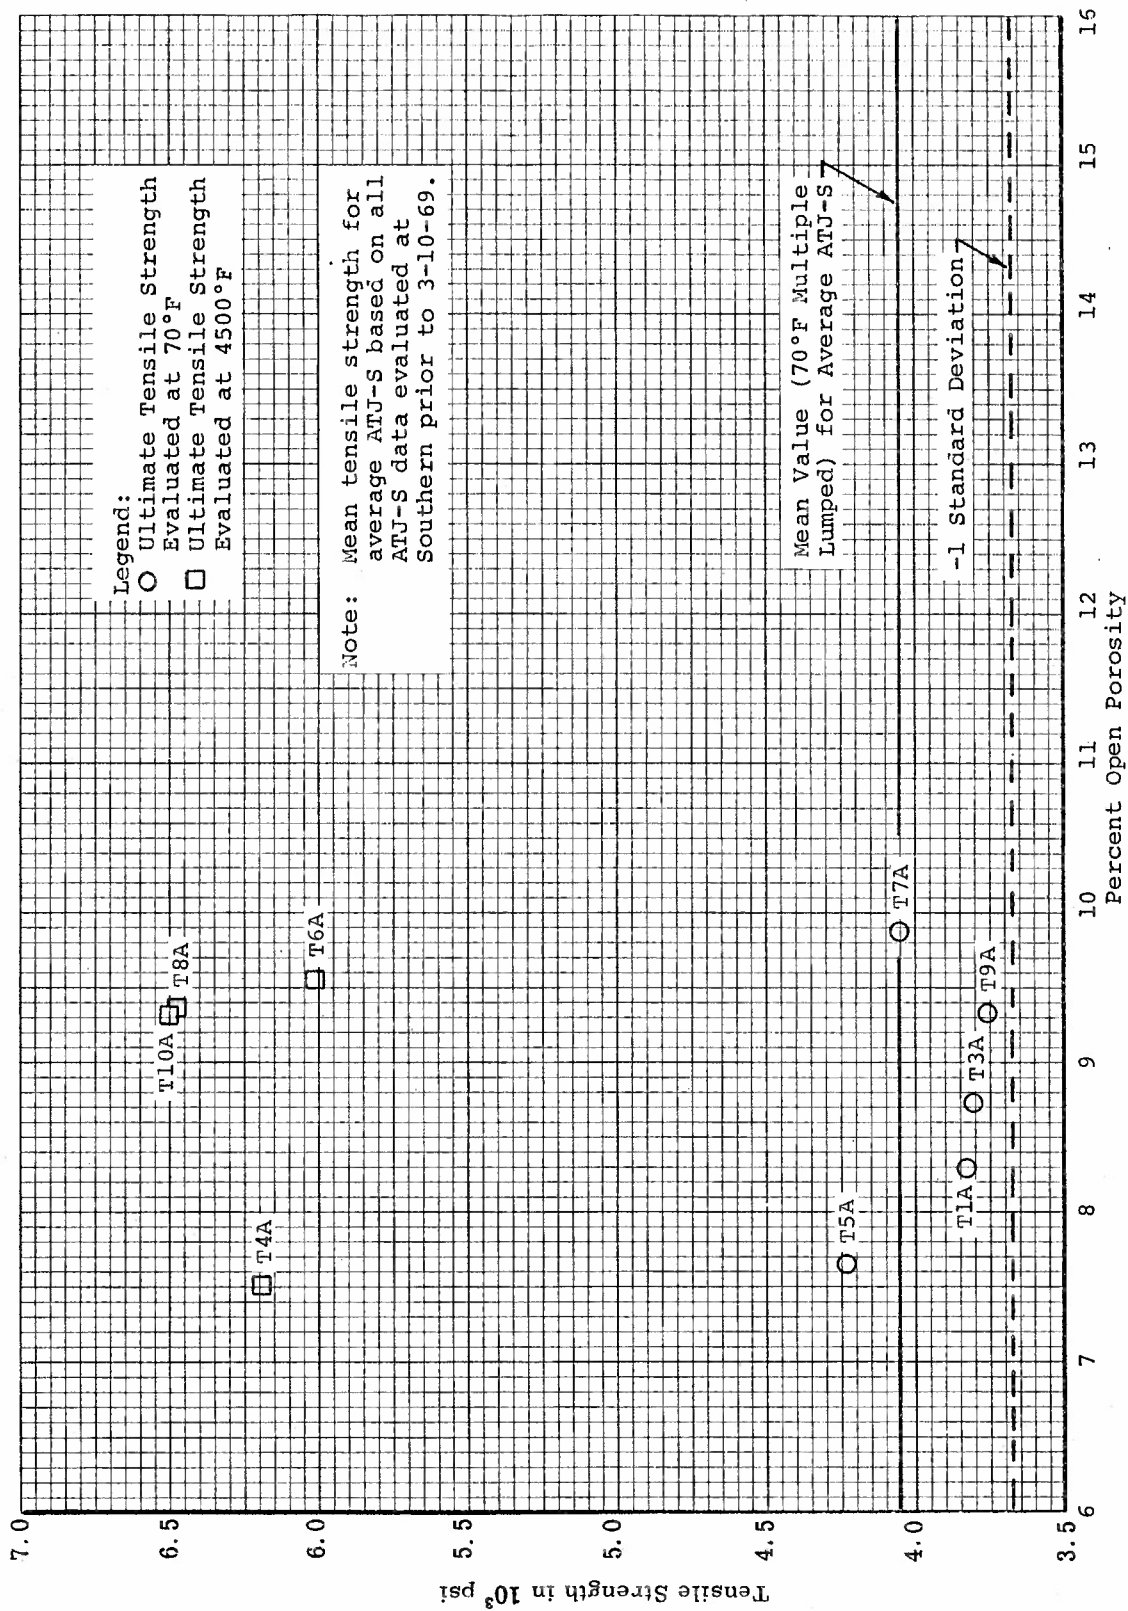 Legend:
○ Ultimate Tensile Strength
Evaluated at 70°F
□ Ultimate Tensile Strength
Evaluated at 4500°F
Note: Mean tensile strength for
average ATJ-S based on all
ATJ-S data evaluated at
Southern prior to 3-10-69.
Mean Value (70°F Multiple
Lumped) for Average ATJ-S
-1 Standard Deviation
T10A
T8A
T6A
T4A
T5A
T7A
T1A
T3A
T9A
7.0
6.5
6.0
5.5
5.0
4.5
4.0
3.5
Tensile Strength in 10³ psi
6 7 8 9 10 11 12 13 14 15 16
Percent Open Porosity